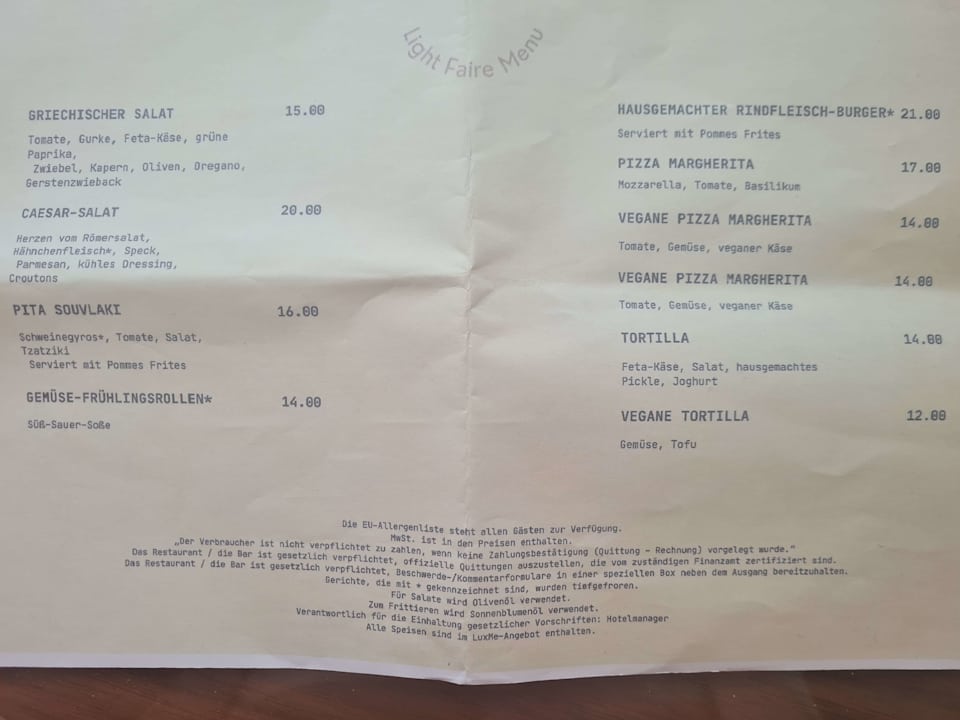 Light Faire Menu
GRIECHISCHER SALAT 15.00
Tomate, Gurke, Feta-Käse, grüne
Paprika,
Zwiebel, Kapern, Oliven, Oregano,
Gerstenzwieback
CAESAR-SALAT 20.00
Herzen vom Römersalat,
Hähnchenfleisch*, Speck,
Parmesan, kühles Dressing,
Croutons
PITA SOUVLAKI 16.00
Schweinegyros*, Tomate, Salat,
Tzatziki
Serviert mit Pommes Frites
GEMÜSE-FRÜHLINGSROLLEN* 14.00
Süß-Sauer-Soße
HAUSGEMACHTER RINDFLEISCH-BURGER* 21.00
Serviert mit Pommes Frites
PIZZA MARGHERITA 17.00
Mozzarella, Tomate, Basilikum
VEGANE PIZZA MARGHERITA 14.00
Tomate, Gemüse, veganer Käse
VEGANE PIZZA MARGHERITA 14.00
Tomate, Gemüse, veganer Käse
TORTILLA 14.00
Feta-Käse, Salat, hausgemachtes
Pickle, Joghurt
VEGANE TORTILLA 12.00
Gemüse, Tofu
Die EU-Allergenliste steht allen Gästen zur Verfügung.
MwSt. ist in den Preisen enthalten.
„Der Verbraucher ist nicht verpflichtet zu zahlen, wenn keine Zahlungsbestätigung (Quittung - Rechnung) vorgelegt wurde."
Das Restaurant / die Bar ist gesetzlich verpflichtet, offizielle Quittungen auszustellen, die vom zuständigen Finanzamt zertifiziert sind.
Das Restaurant / die Bar ist gesetzlich verpflichtet, Beschwerde-/Kommentarformulare in einer speziellen Box neben dem Ausgang bereitzuhalten.
Gerichte, die mit * gekennzeichnet sind, wurden tiefgefroren.
Für Salate wird Olivenöl verwendet.
Zum Frittieren wird Sonnenblumenöl verwendet.
Verantwortlich für die Einhaltung gesetzlicher Vorschriften: Hotelmanager
Alle Speisen sind im LuxMe-Angebot enthalten.